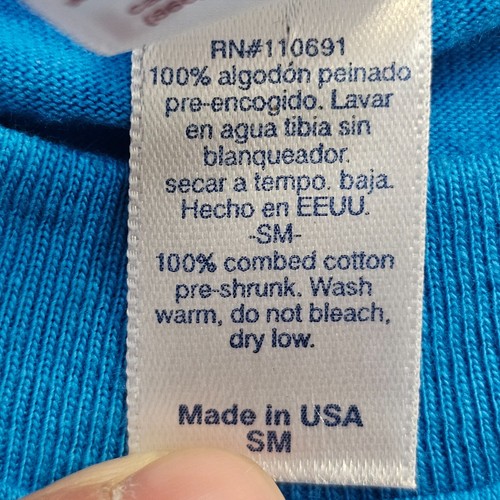 RN#110691
100% algodón peinado
pre-encogido. Lavar
en agua tibia sin
blanqueador.
secar a tempo. baja.
Hecho en EEUU.
-SM-
100% combed cotton
pre-shrunk. Wash
warm, do not bleach,
dry low.
Made in USA
SM